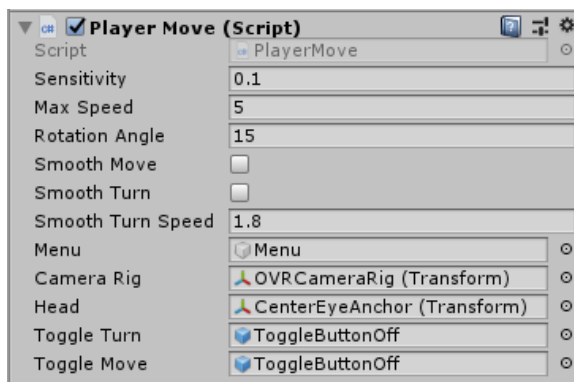 Player Move (Script)
Script PlayerMove
Sensitivity 0.1
Max Speed 5
Rotation Angle 15
Smooth Move
Smooth Turn
Smooth Turn Speed 1.8
Menu Menu
Camera Rig OVRCameraRig (Transform)
Head CenterEyeAnchor (Transform)
Toggle Turn ToggleButtonOff
Toggle Move ToggleButtonOff